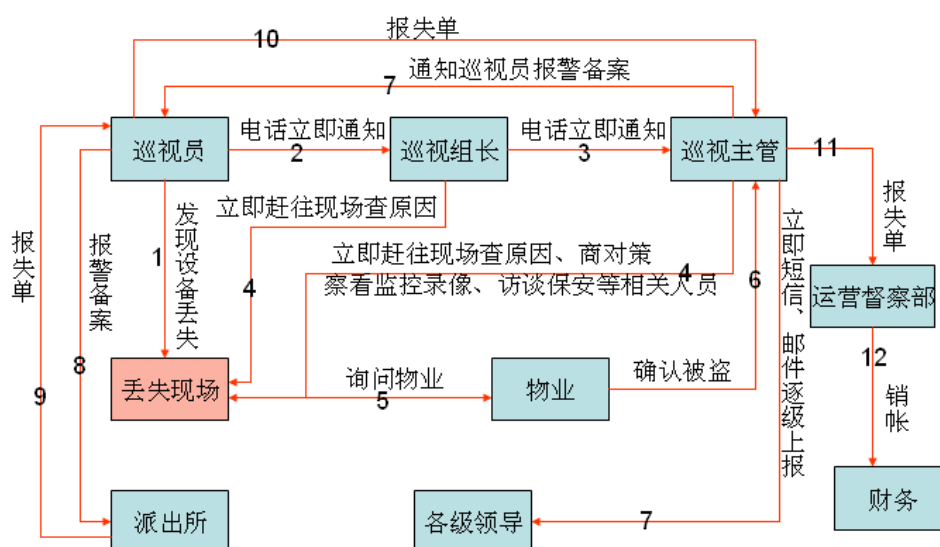 10
报失单
通知巡视员报警备案
7
巡视员
电话立即通知
2
巡视组长
电话立即通知
3
巡视主管
11
报失单
报警备案
发现设备丢失
1
立即赶往现场查原因
4
立即赶往现场查原因、商对策
4
察看监控录像、访谈保安等相关人员
6
立即短信、邮件逐级上报
报失单
运营督察部
12
丢失现场
询问物业
5
物业
确认被盗
8
9
销帐
派出所
各级领导
7
财务